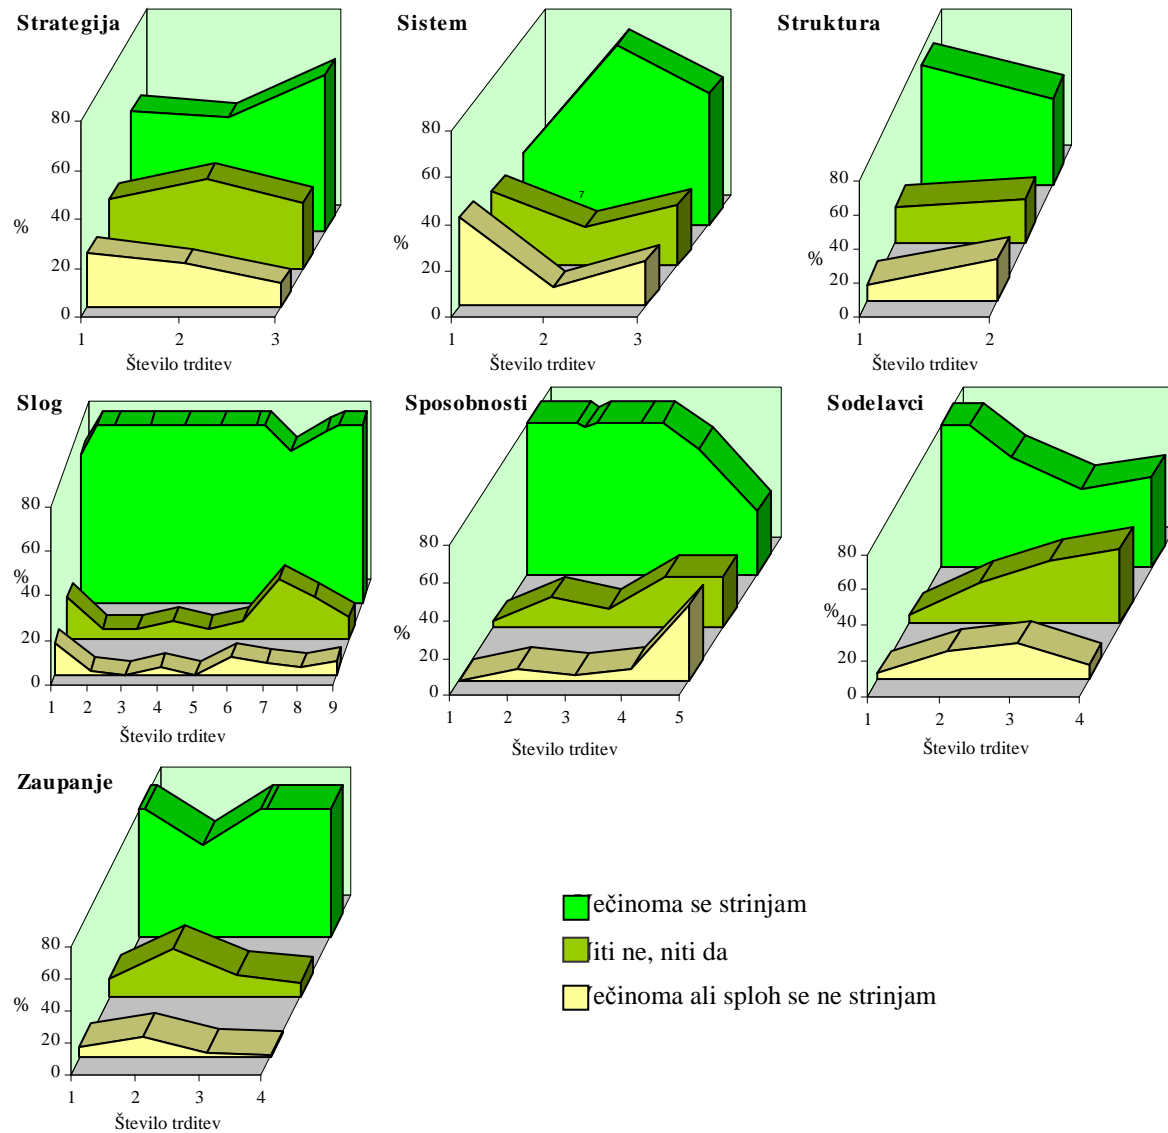 Strategija
80
60
40
%
20
0
1 2 3
Število trditev
Sistem
80
60
7
40
%
20
0
1 2 3
Število trditev
Struktura
80
60
40
%
20
0
1 2
Število trditev
Slog
80
60
%
40
20
0
1 2 3 4 5 6 7 8 9
Število trditev
Sposobnosti
80
60
40
%
20
0
1 2 3 4 5
Število trditev
Sodelavci
80
60
%
40
20
0
1 2 3 4
Število trditev
Zaupanje
80
60
%
40
20
0
1 2 3 4
Število trditev
Večinoma se strinjam
Niti ne, niti da
Večinoma ali sploh se ne strinjam